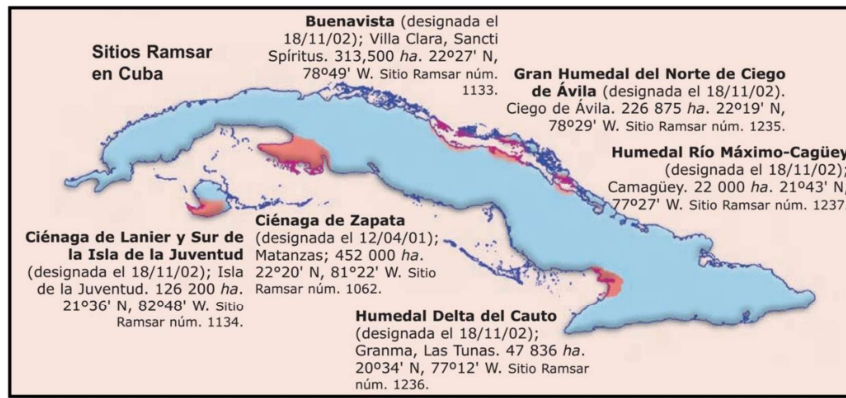 Sitios Ramsar
en Cuba
Buenavista (designada el
18/11/02); Villa Clara, Sancti
Spíritus. 313,500 ha. 22º27' N,
78º49' W. Sitio Ramsar núm.
1133.
Gran Humedal del Norte de Ciego
de Ávila (designada el 18/11/02).
Ciego de Ávila. 226 875 ha. 22º19' N,
78º29' W. Sitio Ramsar núm. 1235.
Humedal Río Máximo-Cagüey
(designada el 18/11/02);
Camagüey. 22 000 ha. 21º43' N,
77º27' W. Sitio Ramsar núm. 1237.
Ciénaga de Lanier y Sur de
la Isla de la Juventud
(designada el 18/11/02); Isla
de la Juventud. 126 200 ha.
21º36' N, 82º48' W. Sitio
Ramsar núm. 1134.
Ciénaga de Zapata
(designada el 12/04/01);
Matanzas; 452 000 ha.
22º20' N, 81º22' W. Sitio
Ramsar núm. 1062.
Humedal Delta del Cauto
(designada el 18/11/02);
Granma, Las Tunas. 47 836 ha.
20º34' N, 77º12' W. Sitio Ramsar
núm. 1236.